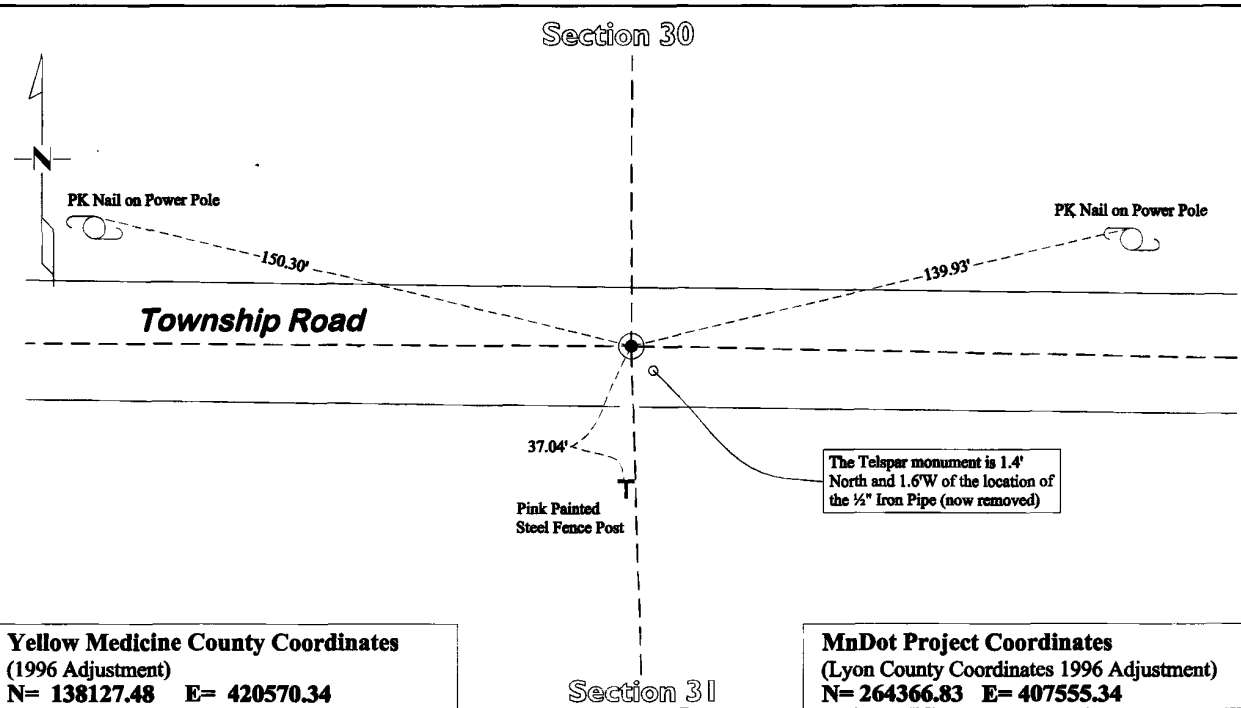 Section 30
N
PK Nail on Power Pole
PK Nail on Power Pole
150.30'
139.93'
Township Road
37.04'
Pink Painted
Steel Fence Post
The Telspar monument is 1.4'
North and 1.6'W of the location of
the ½" Iron Pipe (now removed)
Yellow Medicine County Coordinates
(1996 Adjustment)
N= 138127.48 E= 420570.34
Section 31
MnDot Project Coordinates
(Lyon County Coordinates 1996 Adjustment)
N= 264366.83 E= 407555.34